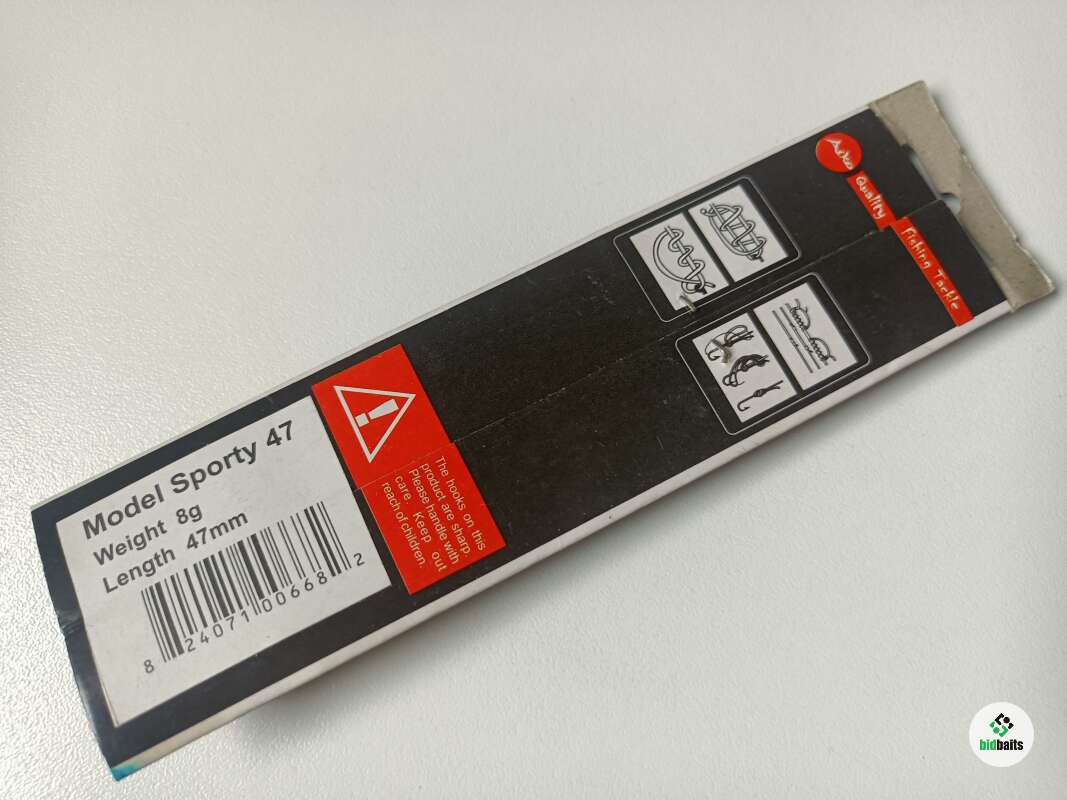 Model Sporty 47
Weight 8g
Length 47mm
8 24071 00668 2
The hooks on this
product are sharp.
Please handle with
care. Keep out
reach of children.
Quality
Fishing Tackle
bidbaits